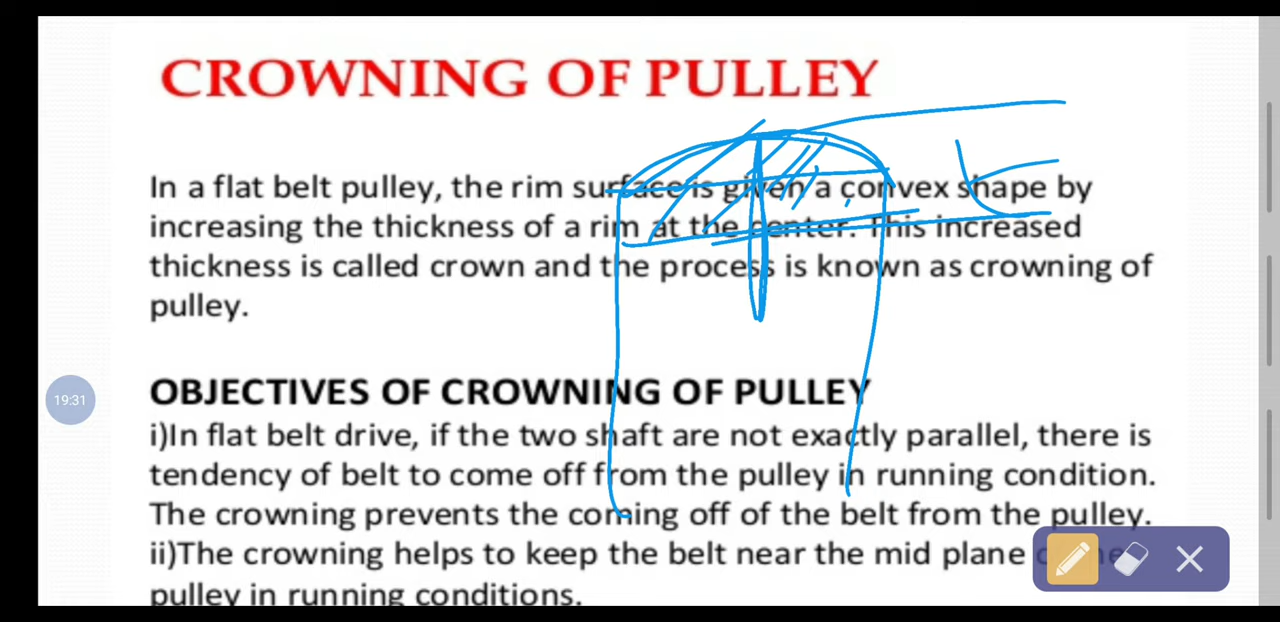 CROWNING OF PULLEY
In a flat belt pulley, the rim surface is given a convex shape by
increasing the thickness of a rim at the center. This increased
thickness is called crown and the process is known as crowning of
pulley.
19:31
OBJECTIVES OF CROWNING OF PULLEY
i)In flat belt drive, if the two shaft are not exactly parallel, there is
tendency of belt to come off from the pulley in running condition.
The crowning prevents the coming off of the belt from the pulley.
ii)The crowning helps to keep the belt near the mid plane
pulley in running conditions.
t